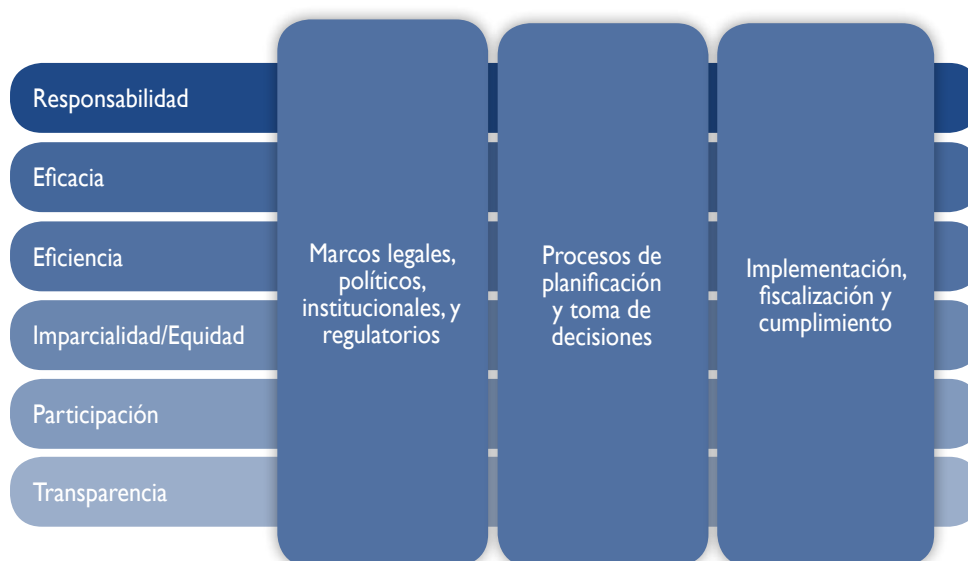 Responsabilidad
Eficacia
Eficiencia
Imparcialidad/Equidad
Participación
Transparencia
Marcos legales,
políticos,
institucionales, y
regulatorios
Procesos de
planificación
y toma de
decisiones
Implementación,
fiscalización y
cumplimiento